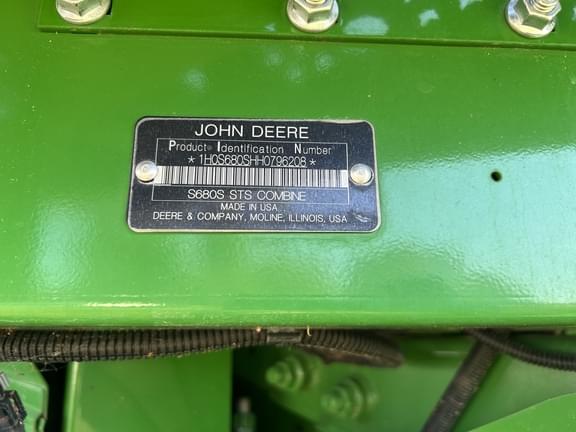 JOHN DEERE
Product Identification Number
*1H0S680SHH0796208*
S680S STS COMBINE
MADE IN USA
DEERE & COMPANY, MOLINE, ILLINOIS, USA